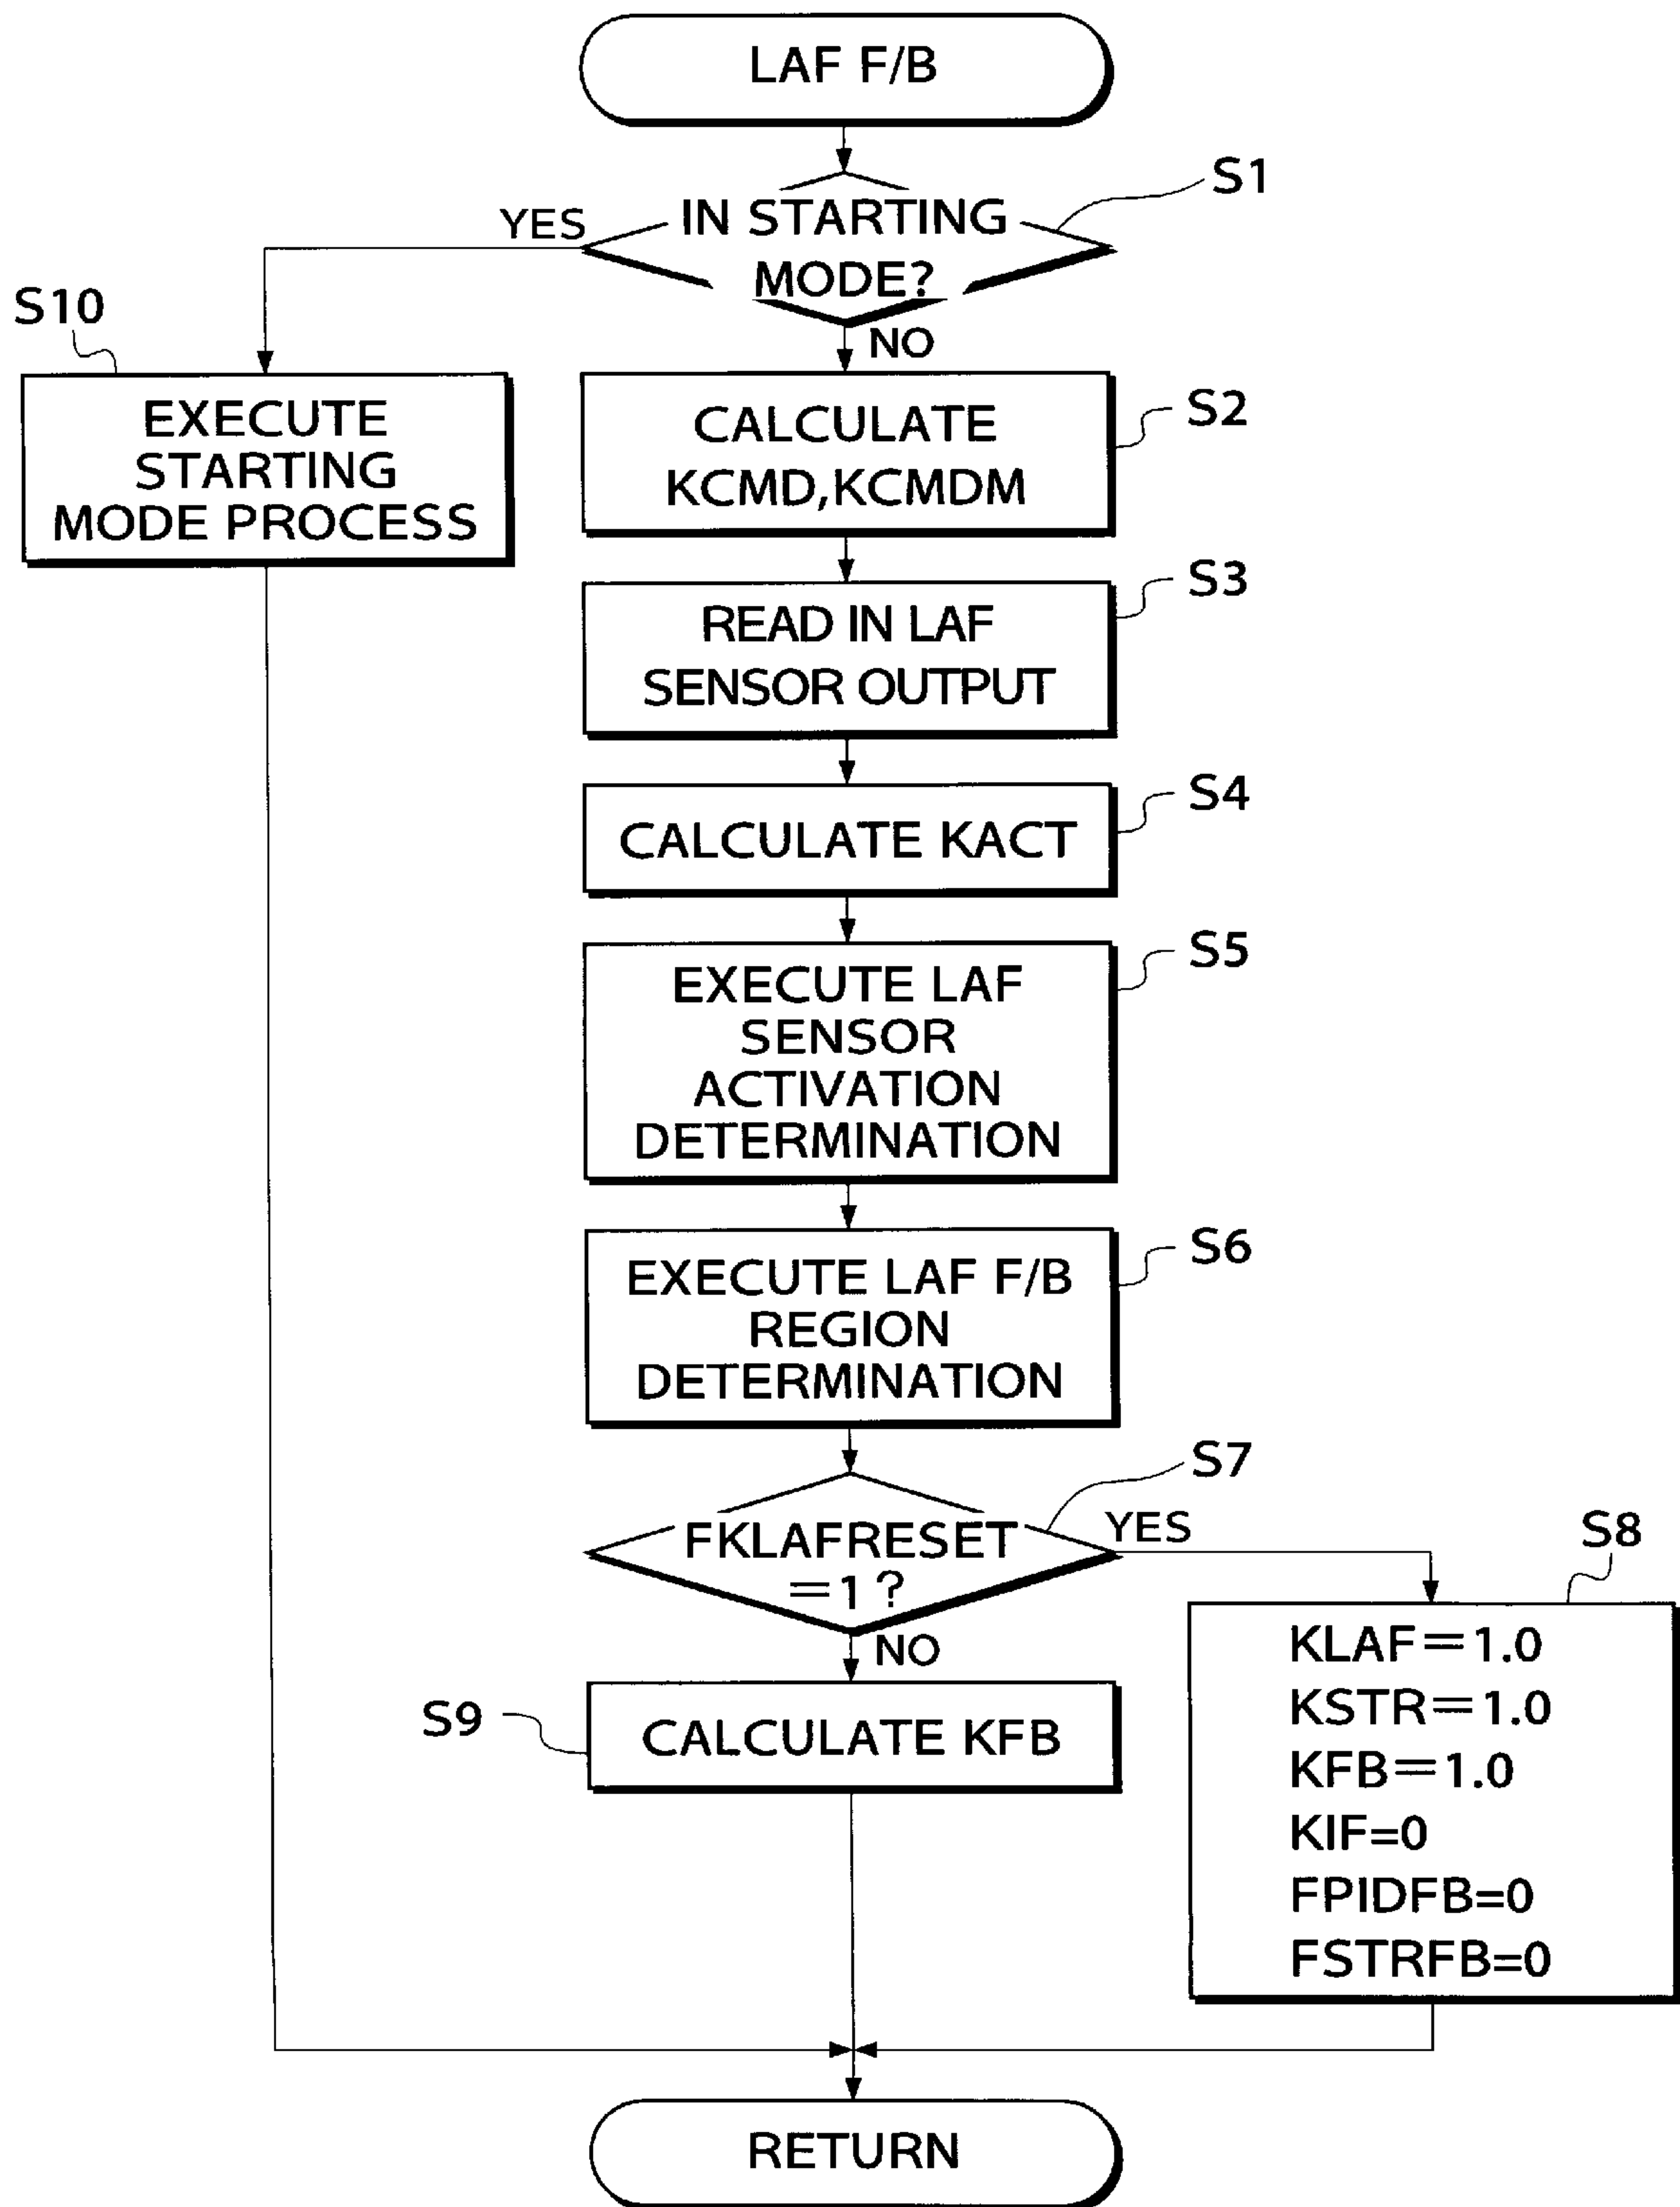 LAF F/B
S1
IN STARTING
MODE?
YES
NO
S10
EXECUTE
STARTING
MODE PROCESS
S2
CALCULATE
KCMD,KCMDM
S3
READ IN LAF
SENSOR OUTPUT
S4
CALCULATE KACT
S5
EXECUTE LAF
SENSOR
ACTIVATION
DETERMINATION
S6
EXECUTE LAF F/B
REGION
DETERMINATION
S7
FKLAFRESET
=1?
YES
NO
S8
KLAF=1.0
KSTR=1.0
KFB=1.0
KIF=0
FPIDFB=0
FSTRFB=0
S9
CALCULATE KFB
RETURN